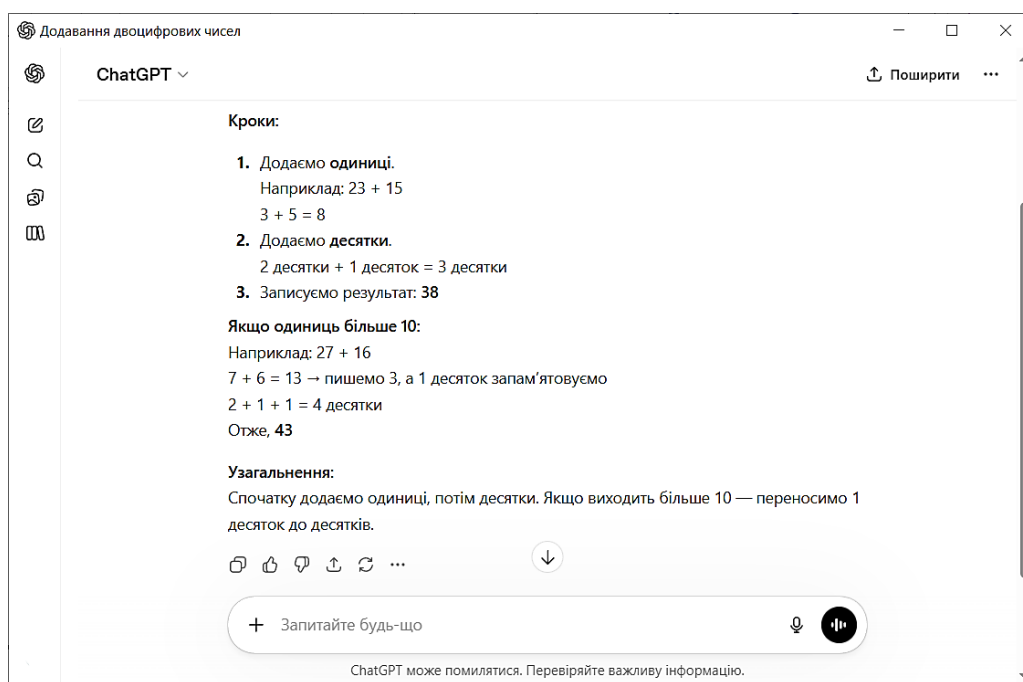 Додавання двоцифрових чисел
ChatGPT
Поширити
Кроки:
1. Додаємо одиниці.
Наприклад: 23 + 15
3 + 5 = 8
2. Додаємо десятки.
2 десятки + 1 десяток = 3 десятки
3. Записуємо результат: 38
Якщо одиниць більше 10:
Наприклад: 27 + 16
7 + 6 = 13 → пишемо 3, а 1 десяток запам’ятовуємо
2 + 1 + 1 = 4 десятки
Отже, 43
Узагальнення:
Спочатку додаємо одиниці, потім десятки. Якщо виходить більше 10 — переносимо 1
десяток до десятків.
Запитайте будь-що
ChatGPT може помилятися. Перевіряйте важливу інформацію.